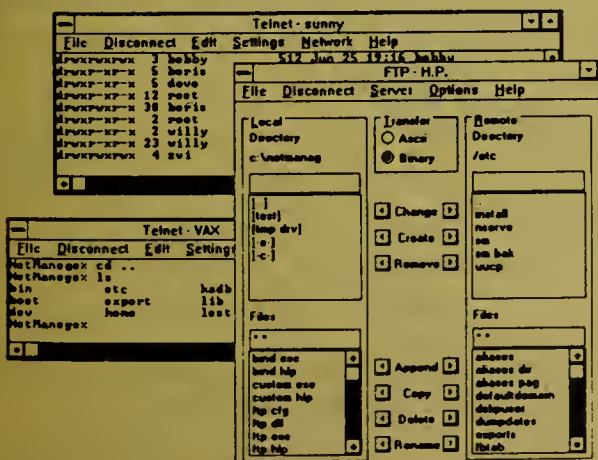 Telnet - sunny
File Disconnect Edit Settings Network Help
drwxrwxrwx 3 bobby 512 Jun 25 19:16 bobby
drwxr-xr-x 5 boris
drwxr-xr-x 5 dove
drwxrwxr-x 12 root
drwxrwxr-x 38 boris
drwxr-xr-x 2 root
drwxr-xr-x 2 willy
drwxrwxr-x 23 willy
drwxrwxr-x 4 zvi
FTP - H.P.
File Disconnect Server Options Help
Local
Directory
c:\netmanag
[..]
[test]
[tmp drv]
[-a-]
[-c-]
Files
*.*
bind exe
bind hlp
custom exe
custom hlp
ftp cfg
ftp dll
ftp exe
ftp hlp
Transfer
Ascii
Binary
Change
Create
Remove
Append
Copy
Delete
Rename
Remote
Directory
/etc
install
nserve
sm
sm bak
uucp
Files
aliases
aliases dir
aliases pag
defaultdomain
dumpdates
exports
fstab
Telnet - VAX
File Disconnect Edit Settings
NetManage% cd ..
NetManage% ls
bin etc kadb
boot export lib
dev home lost
NetManage%